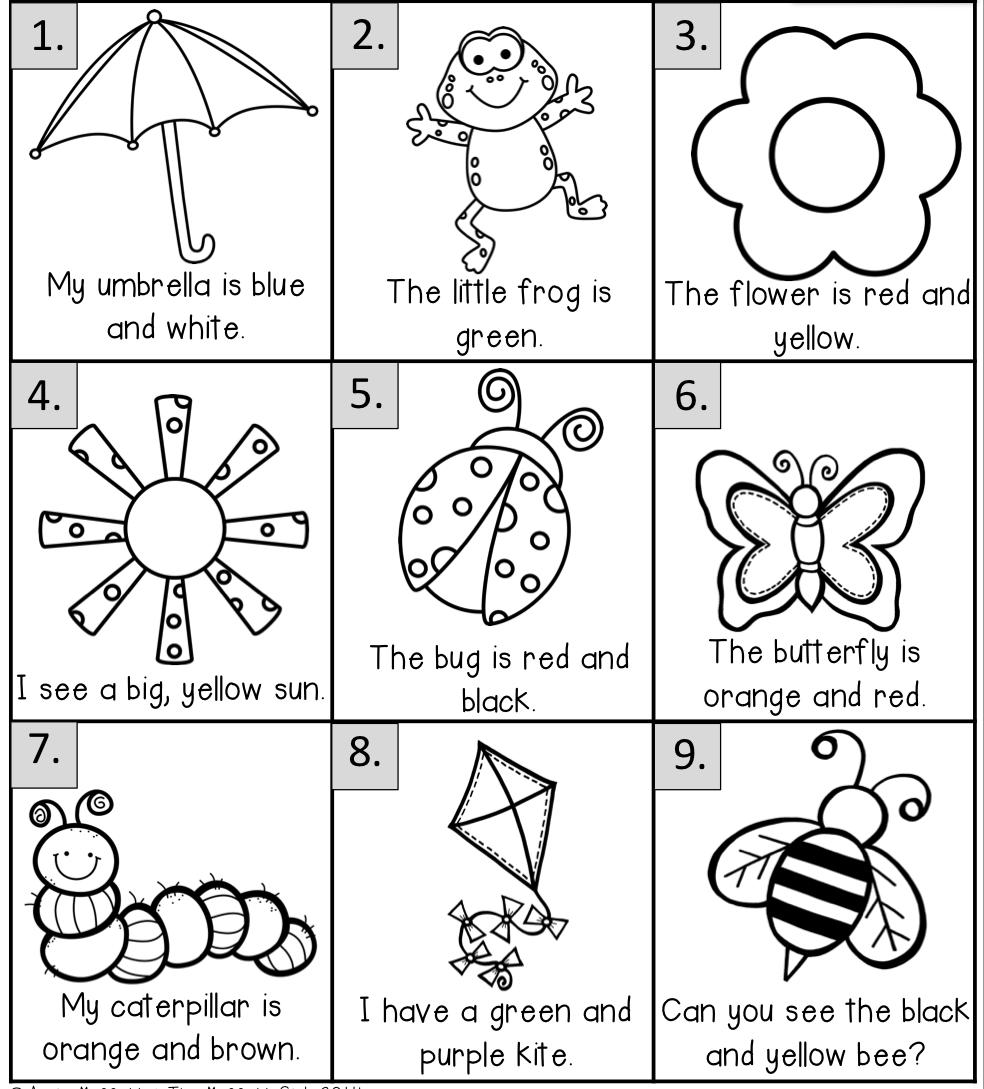 1.
My umbrella is blue
and white.
2.
The little frog is
green.
3.
The flower is red and
yellow.
4.
I see a big, yellow sun.
5.
The bug is red and
black.
6.
The butterfly is
orange and red.
7.
My caterpillar is
orange and brown.
8.
I have a green and
purple kite.
9.
Can you see the black
and yellow bee?